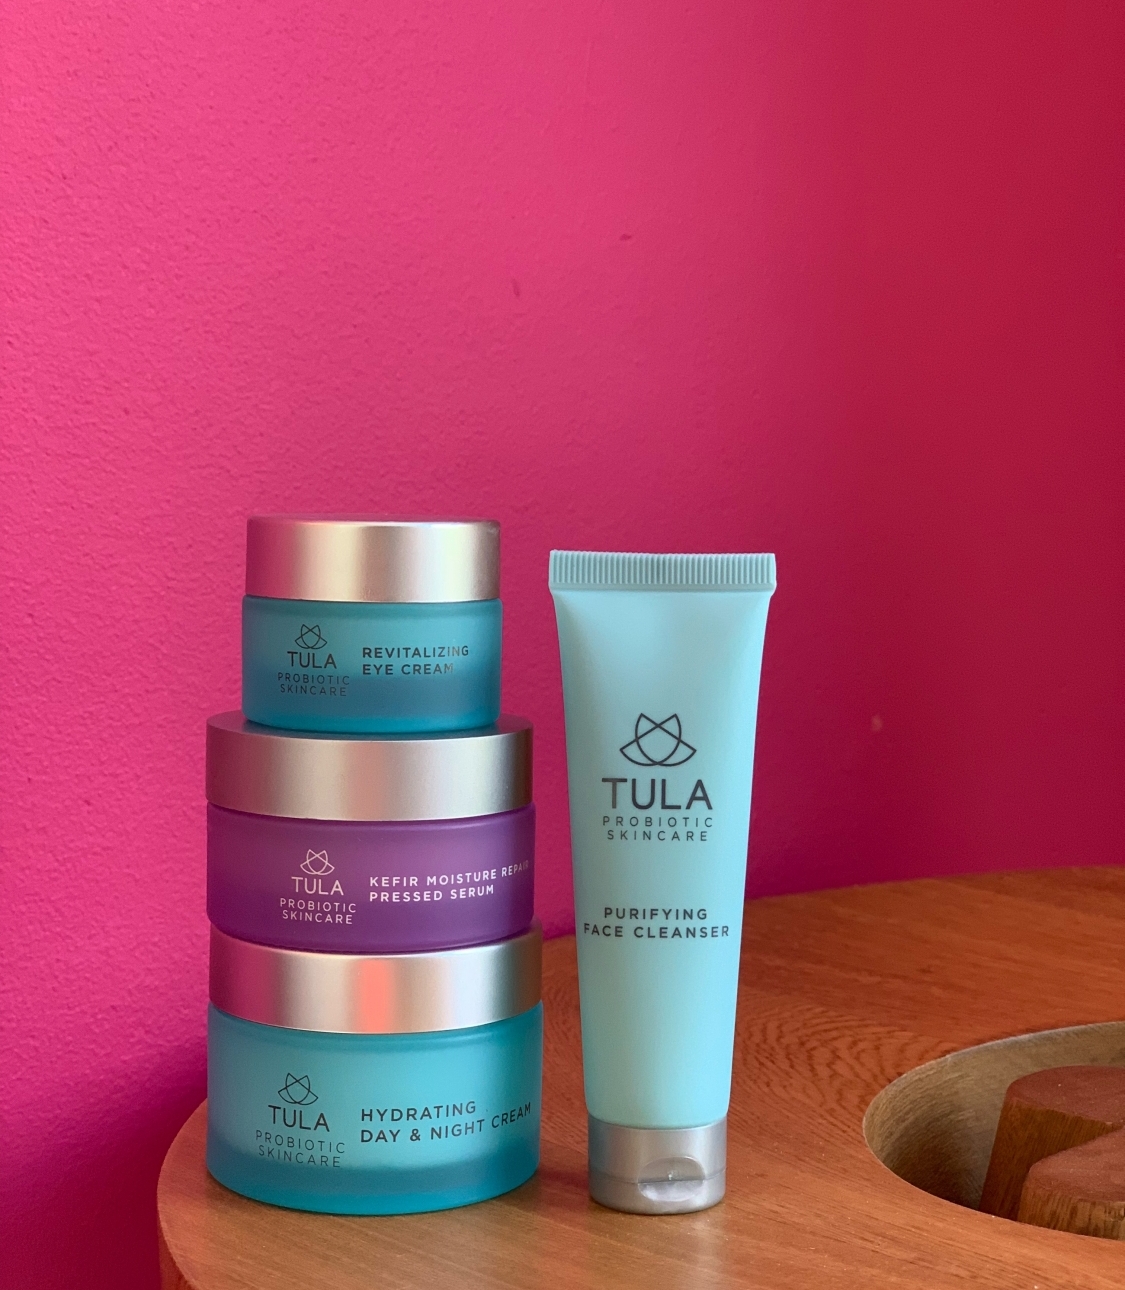 TULA
PROBIOTIC
SKINCARE
REVITALIZING
EYE CREAM
TULA
PROBIOTIC
SKINCARE
KEFIR MOISTURE REPAIR
PRESSED SERUM
TULA
PROBIOTIC
SKINCARE
HYDRATING
DAY & NIGHT CREAM
TULA
PROBIOTIC
SKINCARE
PURIFYING
FACE CLEANSER